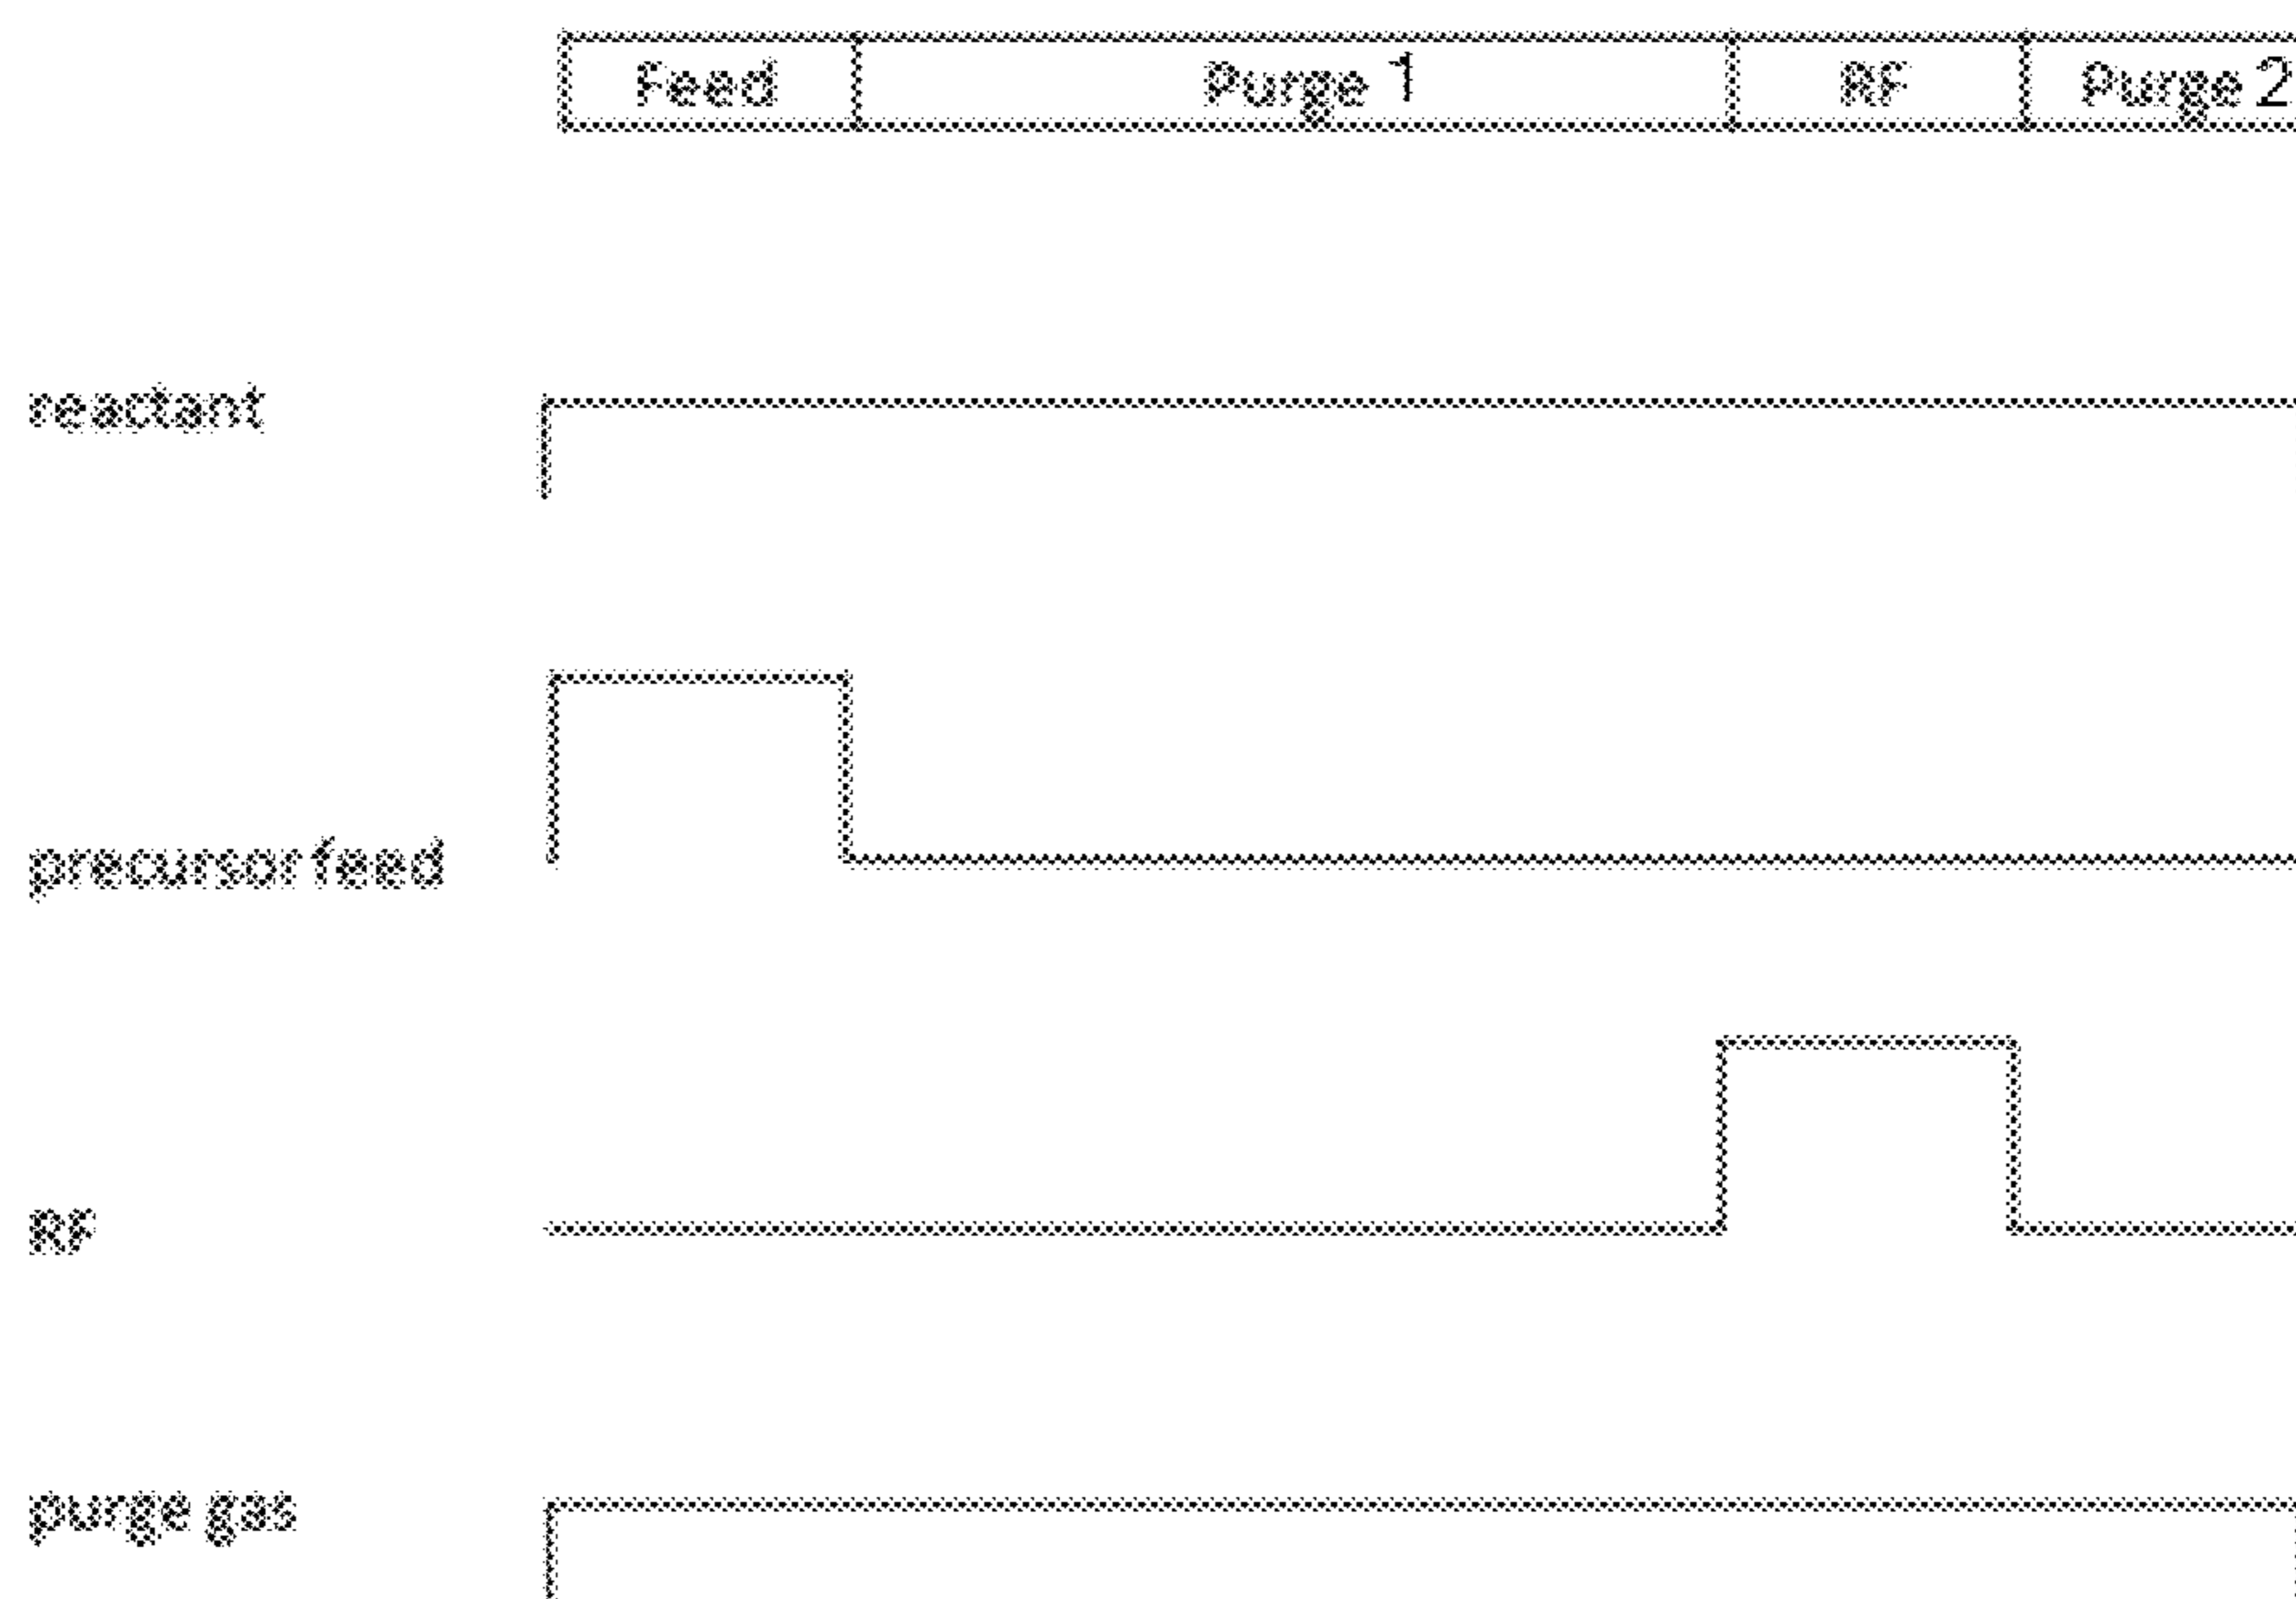 Feed Purge 1 RF Purge 2
reactant
precursor feed
RF
purge gas